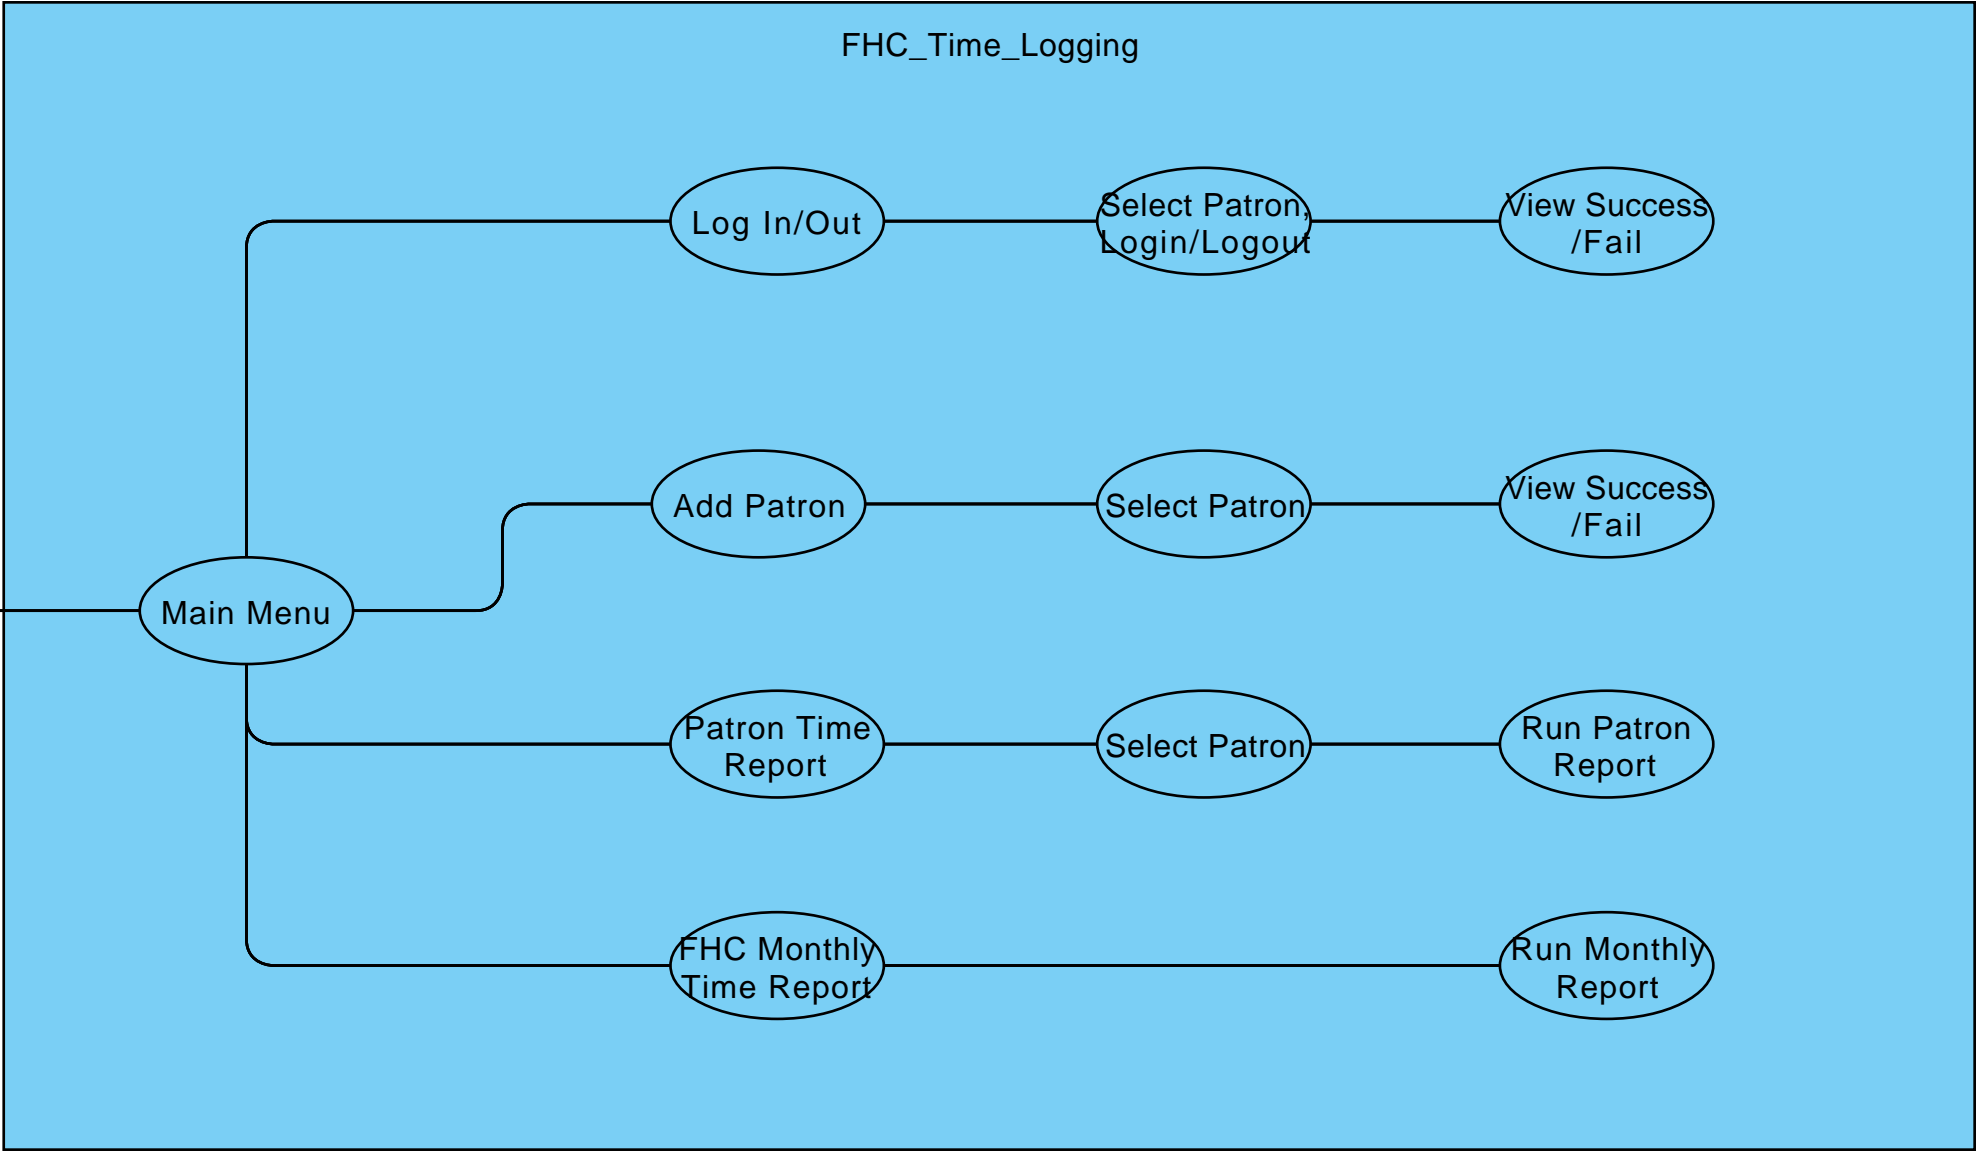 FHC_Time_Logging
Log In/Out
Select Patron,
Login/Logout
View Success
/Fail
Add Patron
Select Patron
View Success
/Fail
Main Menu
Patron Time
Report
Select Patron
Run Patron
Report
FHC Monthly
Time Report
Run Monthly
Report